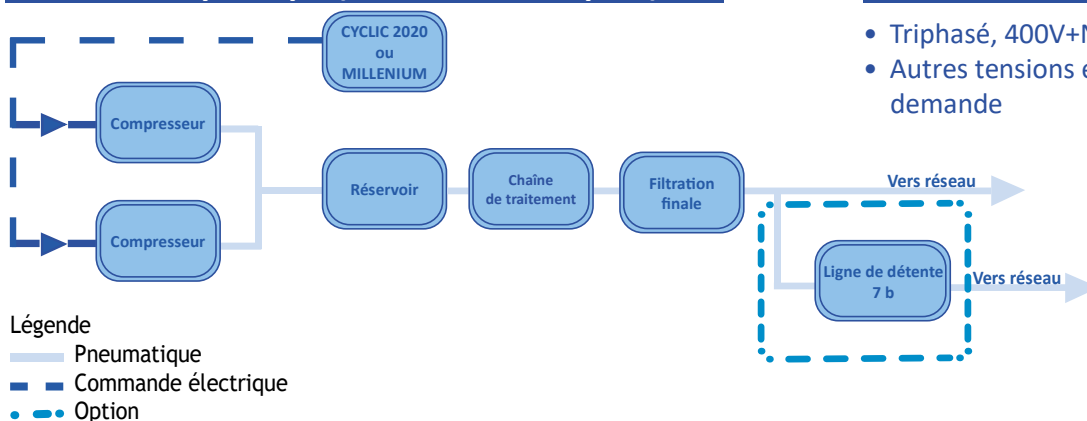 CYCLIC 2020
ou
MILLENIUM
• Triphasé, 400V+N
• Autres tensions
demande
Compresseur
Compresseur
Réservoir
Chaîne
de traitement
Filtration
finale
Vers réseau
Ligne de détente
7 b
Vers réseau
Légende
Pneumatique
Commande électrique
Option